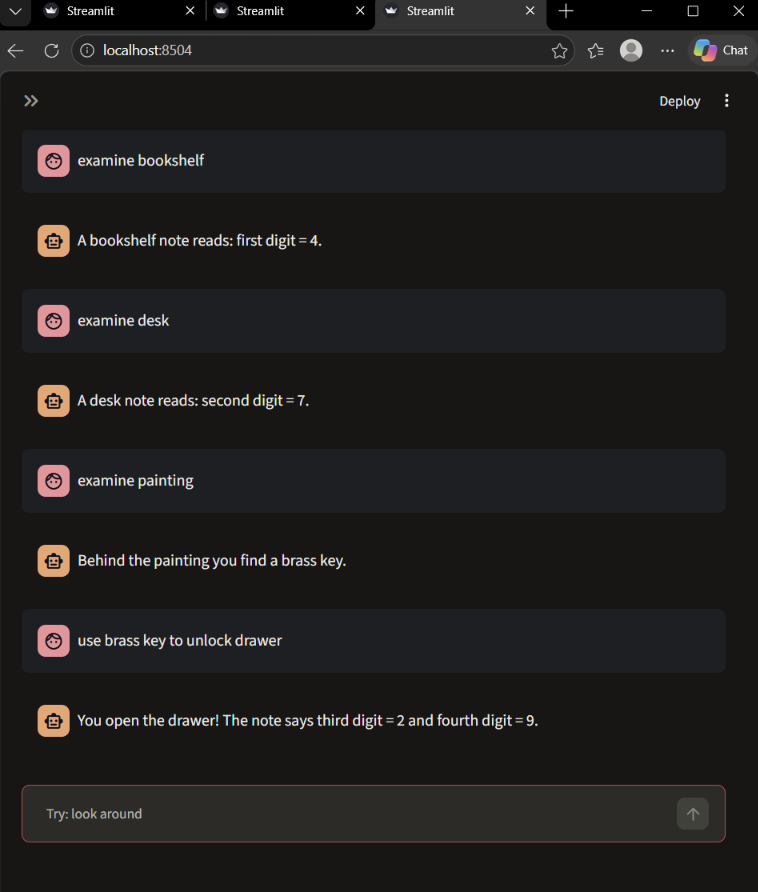 Streamlit
Streamlit
Streamlit
localhost:8504
Chat
Deploy
examine bookshelf
A bookshelf note reads: first digit = 4.
examine desk
A desk note reads: second digit = 7.
examine painting
Behind the painting you find a brass key.
use brass key to unlock drawer
You open the drawer! The note says third digit = 2 and fourth digit = 9.
Try: look around